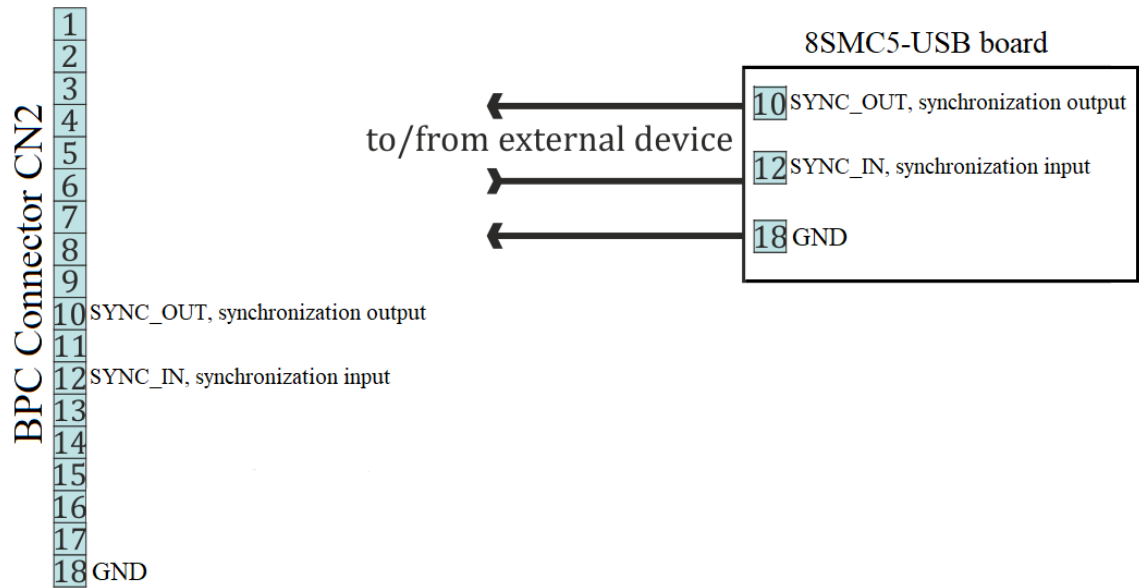 BPC Connector CN2
1
2
3
4
5
6
7
8
9
10 SYNC_OUT, synchronization output
11
12 SYNC_IN, synchronization input
13
14
15
16
17
18 GND
to/from external device
8SMC5-USB board
10 SYNC_OUT, synchronization output
12 SYNC_IN, synchronization input
18 GND